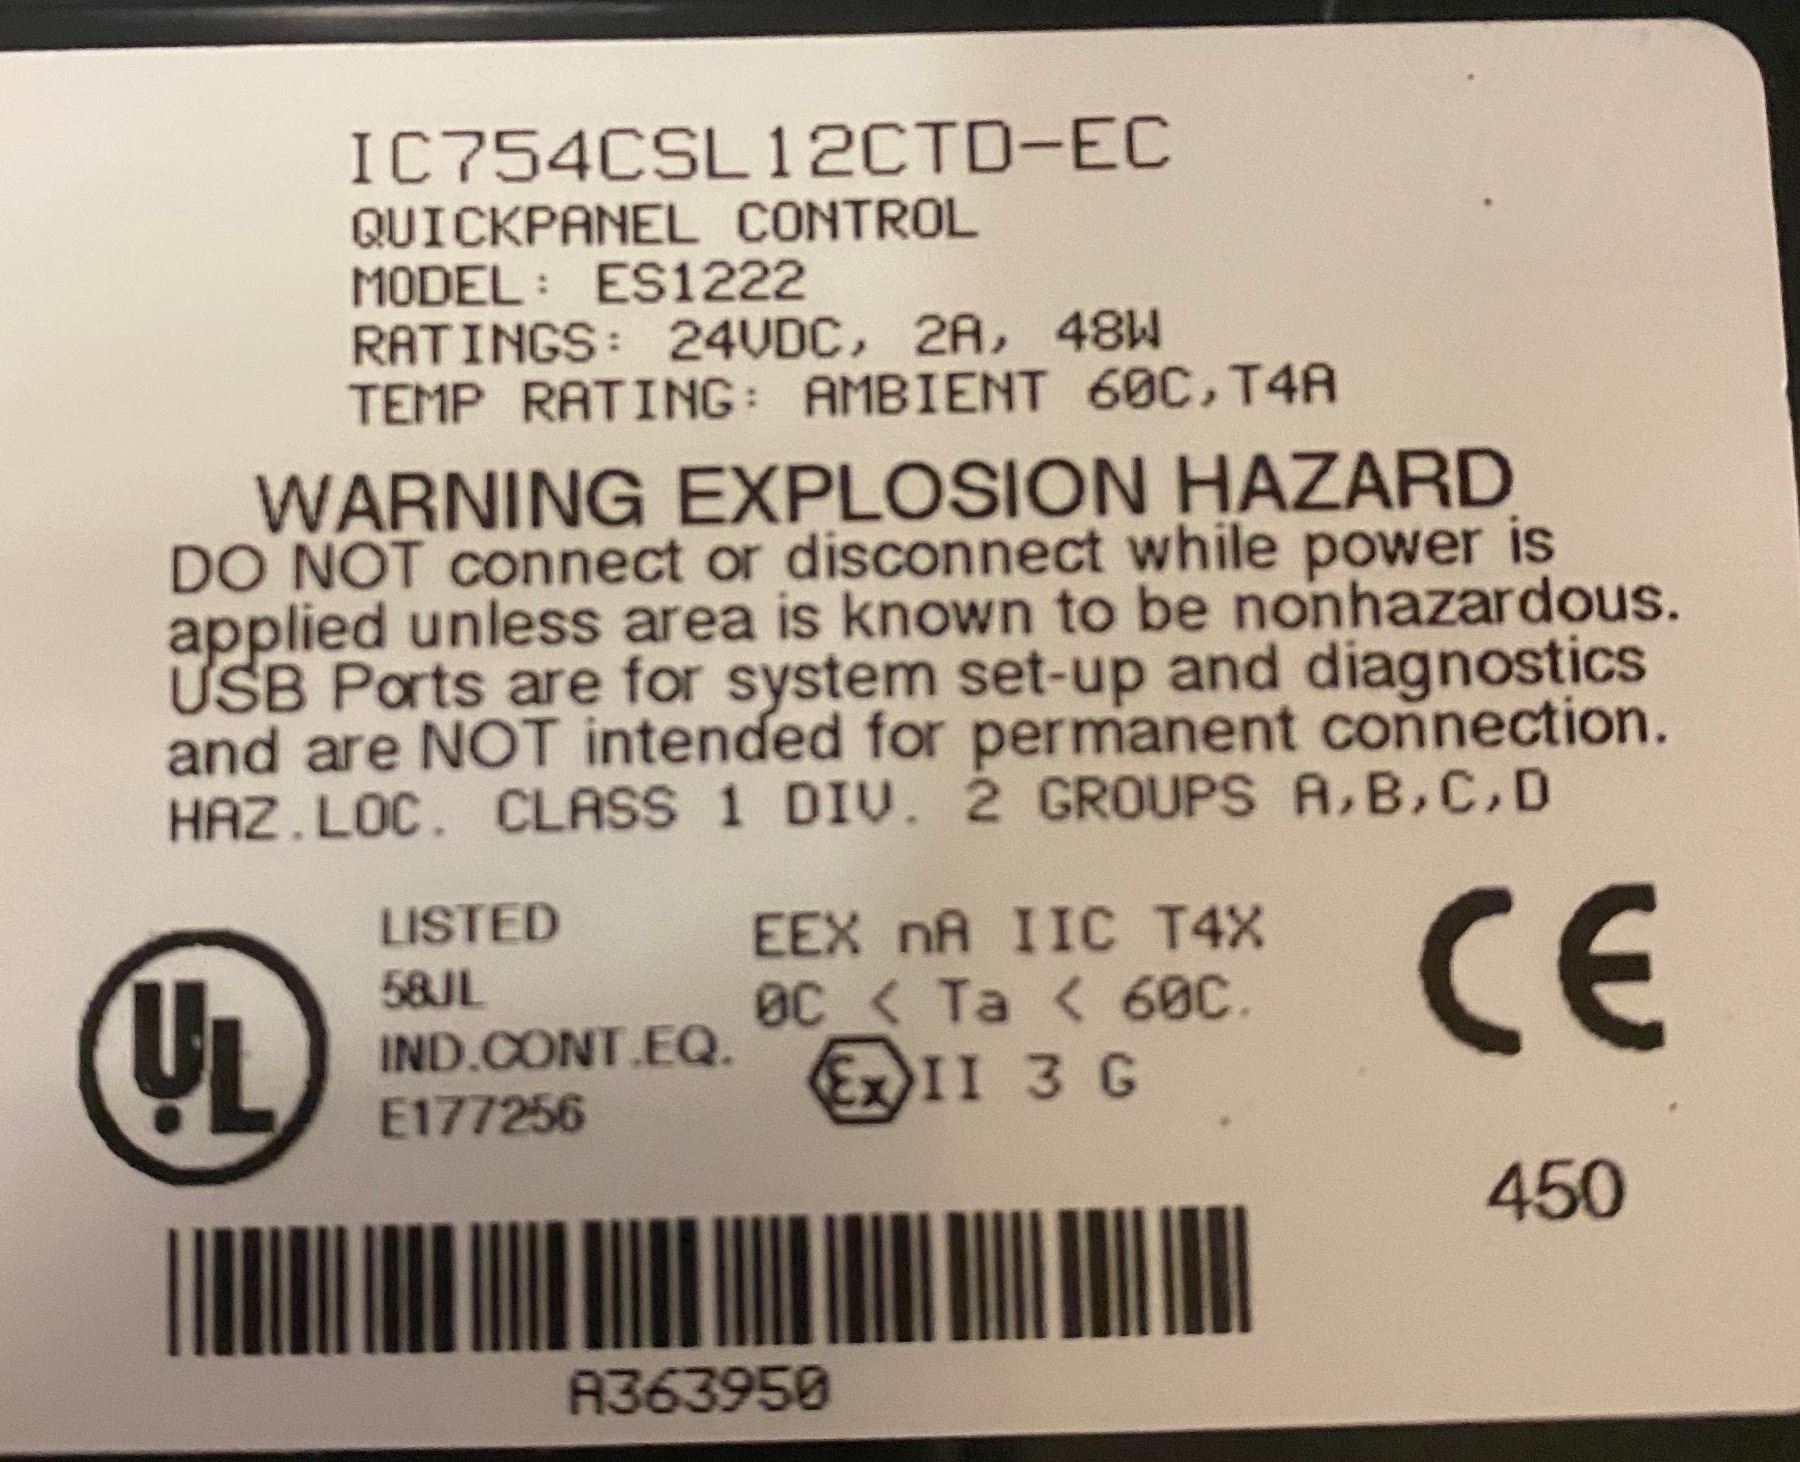 IC754CSL12CTD-EC
QUICKPANEL CONTROL
MODEL: ES1222
RATINGS: 24VDC, 2A, 48W
TEMP RATING: AMBIENT 60C,T4A
WARNING EXPLOSION HAZARD
DO NOT connect or disconnect while power is
applied unless area is known to be nonhazardous.
USB Ports are for system set-up and diagnostics
and are NOT intended for permanent connection.
HAZ.LOC. CLASS 1 DIV. 2 GROUPS A,B,C,D
UL
LISTED
58JL
IND.CONT.EQ.
E177256
EEX nA IIC T4X
0C < Ta < 60C.
Ex II 3 G
CE
450
A363950